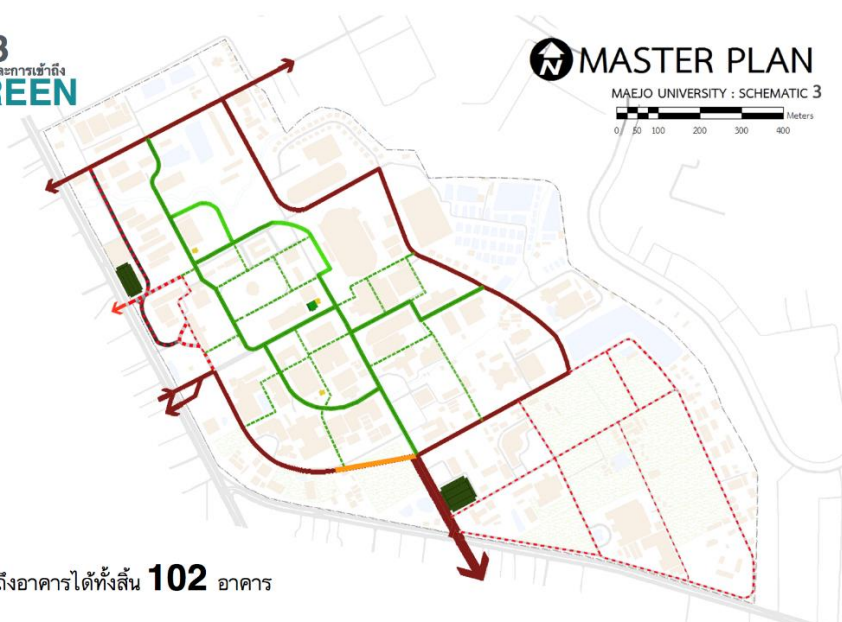 3
และการเข้าถึง
REEN
N
MASTER PLAN
MAEJO UNIVERSITY : SCHEMATIC 3
Meters
0 50 100 200 300 400
ถึงอาคารได้ทั้งสิ้น 102 อาคาร